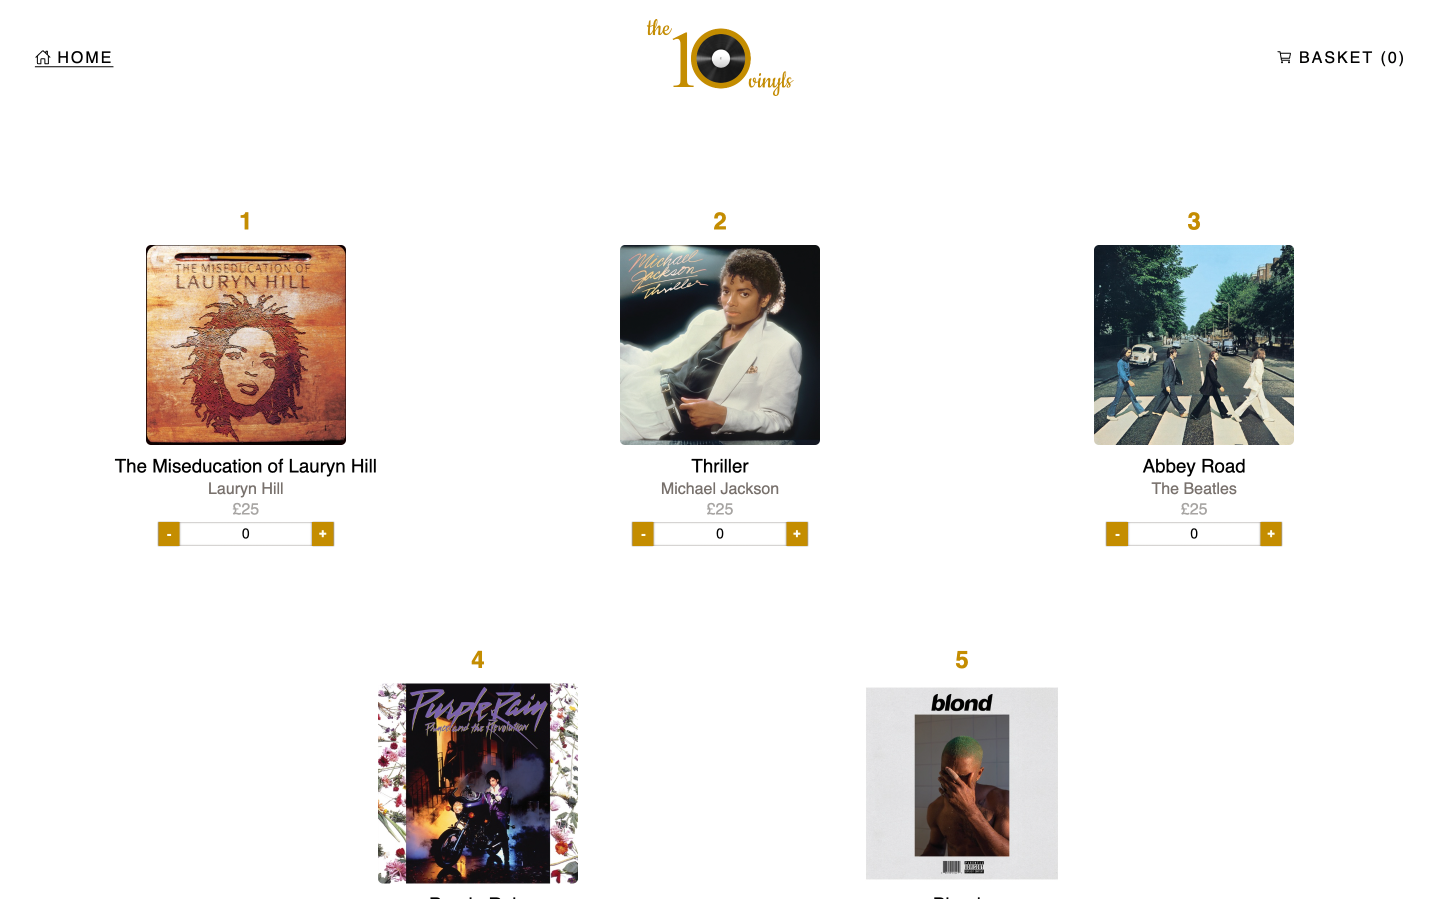 HOME
the
10
vinyls
BASKET (0)
1
2
3
THE MISEDUCATION OF
LAURYN HILL
Michael
Jackson
Thriller
The Miseducation of Lauryn Hill
Lauryn Hill
£25
- 0 +
Thriller
Michael Jackson
£25
- 0 +
Abbey Road
The Beatles
£25
- 0 +
4
5
Purple Rain
Prince and the Revolution
blond